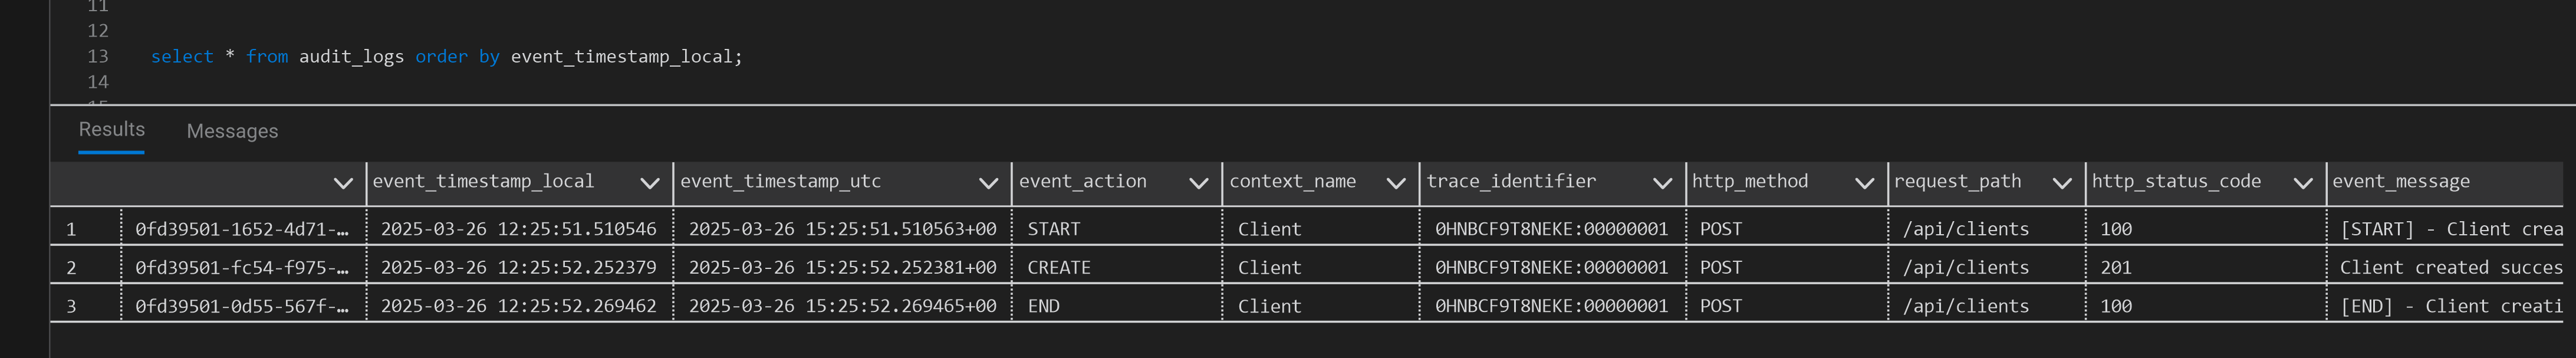 11
12
13 select * from audit_logs order by event_timestamp_local;
14
Results Messages
event_timestamp_local event_timestamp_utc event_action context_name trace_identifier http_method request_path http_status_code event_message
1 0fd39501-1652-4d71-… 2025-03-26 12:25:51.510546 2025-03-26 15:25:51.510563+00 START Client 0HNBCF9T8NEKE:00000001 POST /api/clients 100 [START] - Client crea
2 0fd39501-fc54-f975-… 2025-03-26 12:25:52.252379 2025-03-26 15:25:52.252381+00 CREATE Client 0HNBCF9T8NEKE:00000001 POST /api/clients 201 Client created succes
3 0fd39501-0d55-567f-… 2025-03-26 12:25:52.269462 2025-03-26 15:25:52.269465+00 END Client 0HNBCF9T8NEKE:00000001 POST /api/clients 100 [END] - Client creati